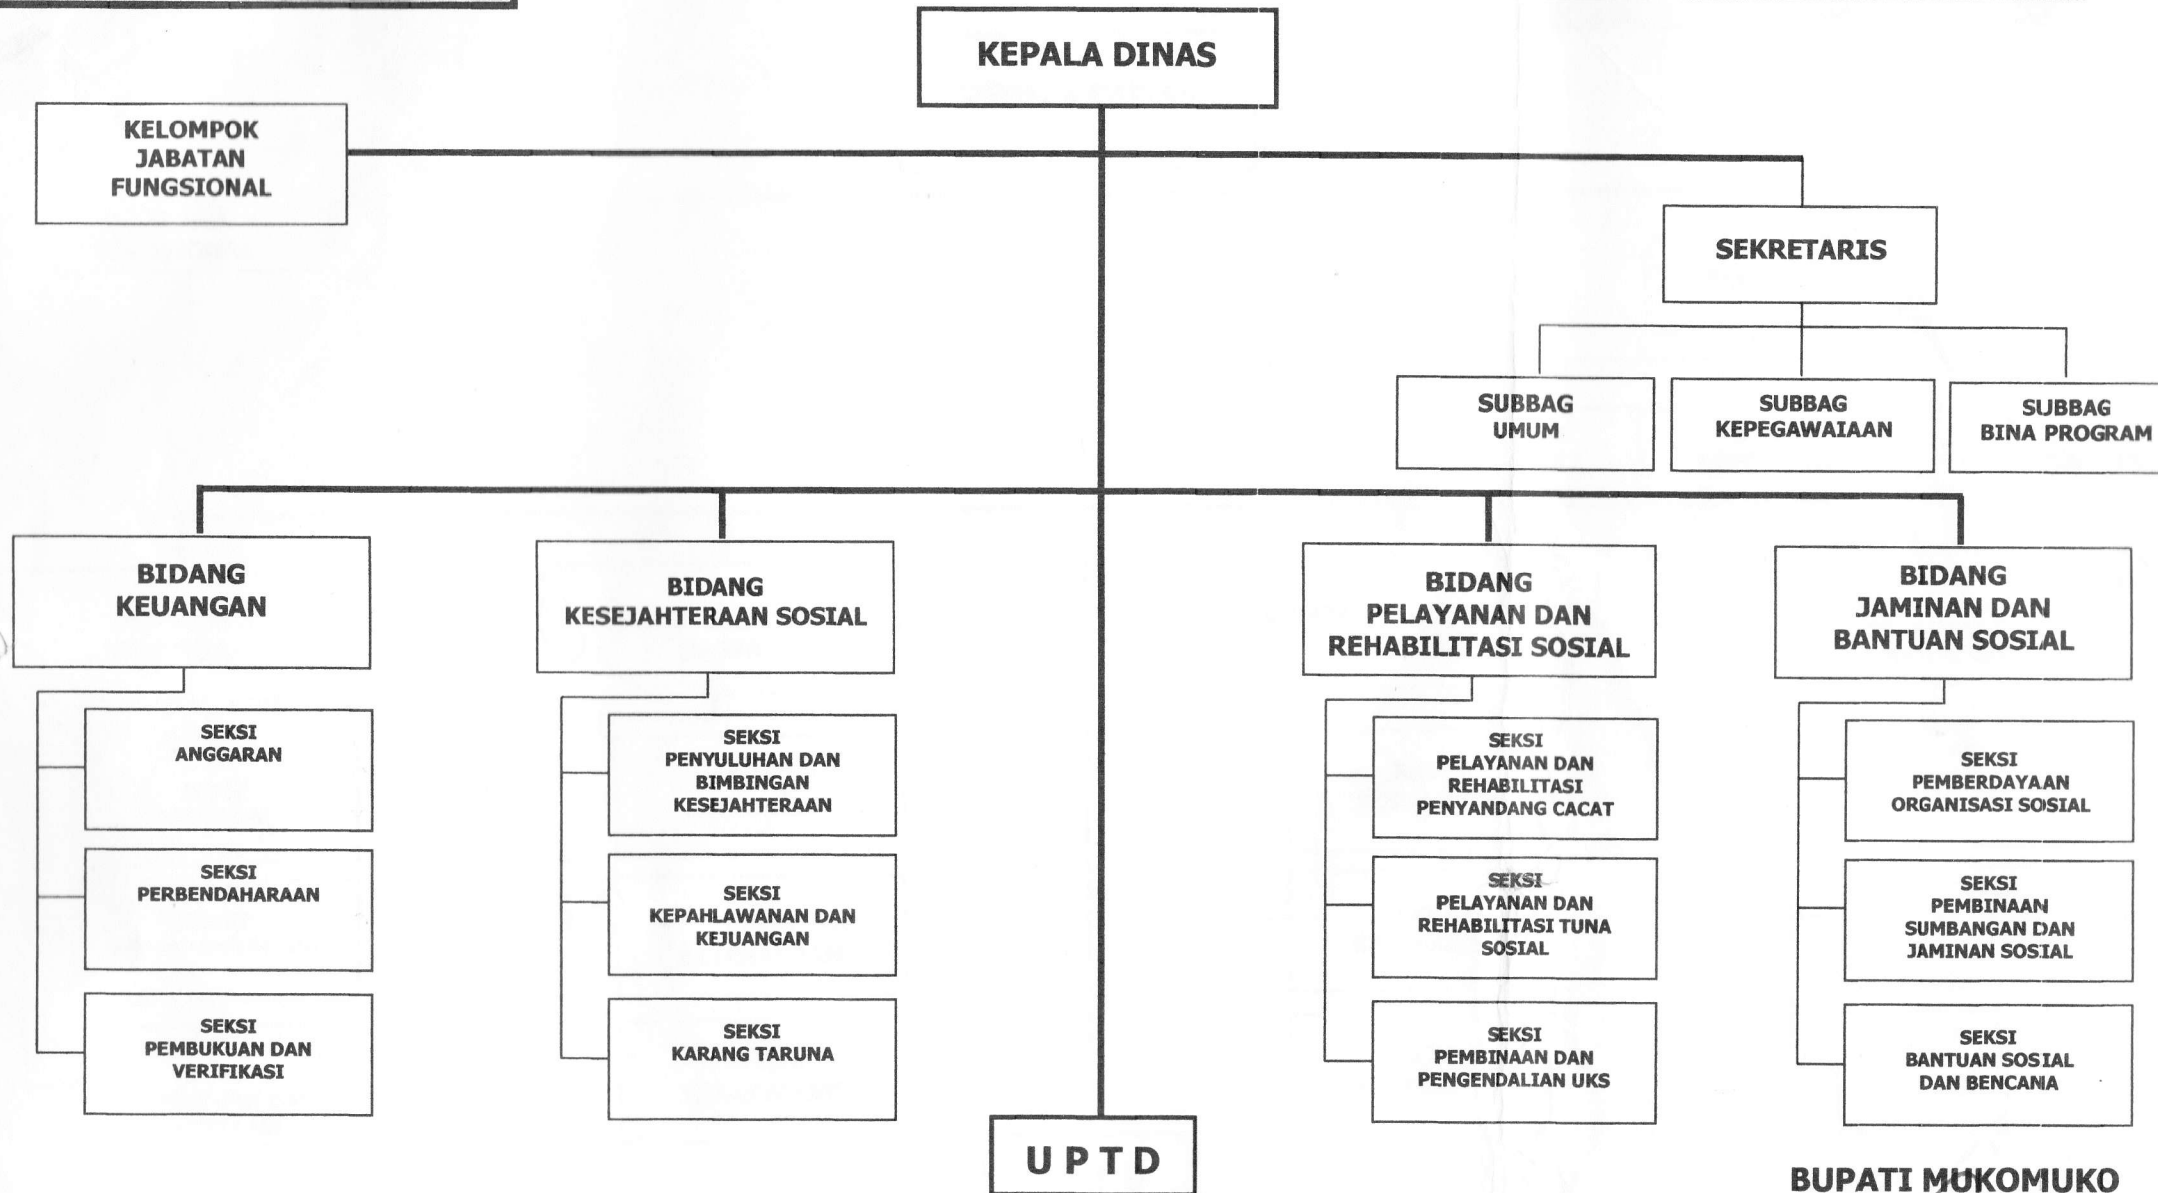 KEPALA DINAS
KELOMPOK
JABATAN
FUNGSIONAL
SEKRETARIS
SUBBAG
UMUM
SUBBAG
KEPEGAWAIAAN
SUBBAG
BINA PROGRAM
BIDANG
KEUANGAN
BIDANG
KESEJAHTERAAN SOSIAL
BIDANG
PELAYANAN DAN
REHABILITASI SOSIAL
BIDANG
JAMINAN DAN
BANTUAN SOSIAL
SEKSI
ANGGARAN
SEKSI
PERBENDAHARAAN
SEKSI
PEMBUKUAN DAN
VERIFIKASI
SEKSI
PENYULUHAN DAN
BIMBINGAN
KESEJAHTERAAN
SEKSI
KEPAHLAWANAN DAN
KEJUANGAN
SEKSI
KARANG TARUNA
SEKSI
PELAYANAN DAN
REHABILITASI
PENYANDANG CACAT
SEKSI
PELAYANAN DAN
REHABILITASI TUNA
SOSIAL
SEKSI
PEMBINAAN DAN
PENGENDALIAN UKS
SEKSI
PEMBERDAYAAN
ORGANISASI SOSIAL
SEKSI
PEMBINAAN
SUMBANGAN DAN
JAMINAN SOSIAL
SEKSI
BANTUAN SOSIAL
DAN BENCANA
U P T D
BUPATI MUKOMUKO